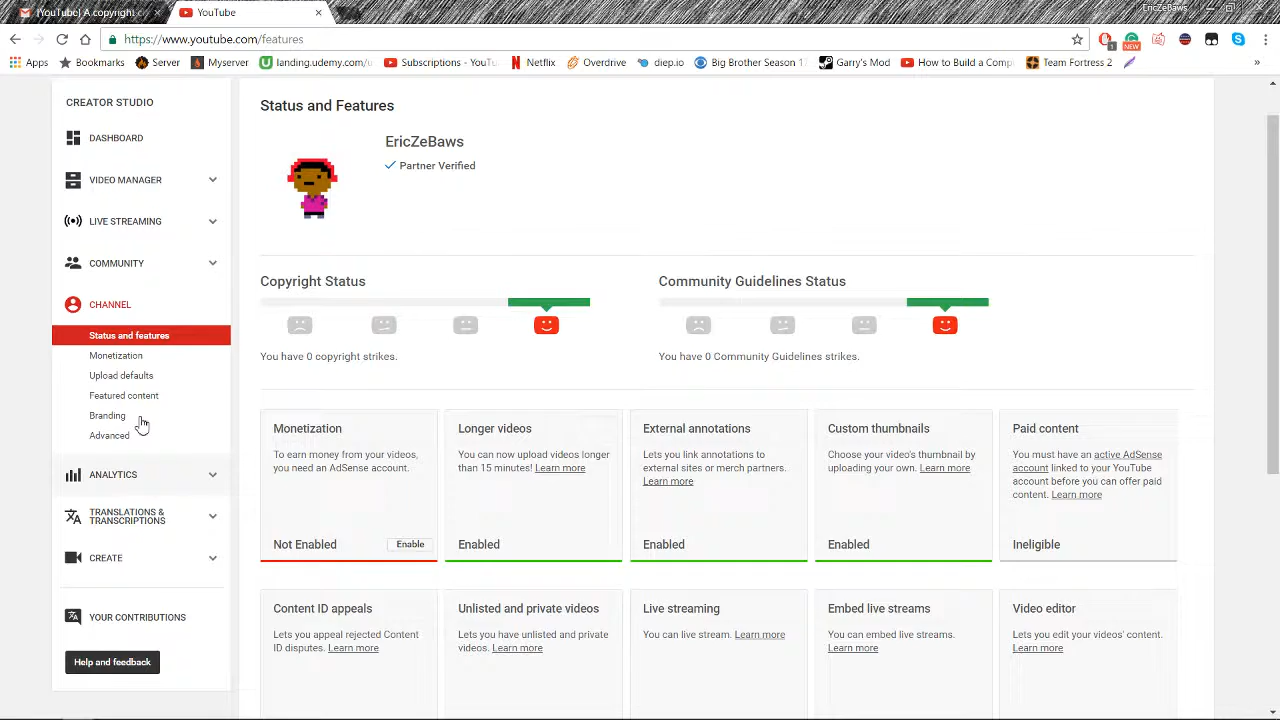 [YouTube] A copyright c
YouTube
EricZeBaws
https://www.youtube.com/features
1
NEW
Apps
Bookmarks
Server
Myserver
landing.udemy.com/u
Subscriptions - YouTu
Netflix
Overdrive
diep.io
Big Brother Season 17
Garry's Mod
How to Build a Comp
Team Fortress 2
»
CREATOR STUDIO
DASHBOARD
VIDEO MANAGER
LIVE STREAMING
COMMUNITY
CHANNEL
Status and features
Monetization
Upload defaults
Featured content
Branding
Advanced
ANALYTICS
TRANSLATIONS &
TRANSCRIPTIONS
CREATE
YOUR CONTRIBUTIONS
Help and feedback
Status and Features
EricZeBaws
Partner Verified
Copyright Status
You have 0 copyright strikes.
Community Guidelines Status
You have 0 Community Guidelines strikes.
Monetization
To earn money from your videos,
you need an AdSense account.
Not Enabled
Enable
Longer videos
You can now upload videos longer
than 15 minutes! Learn more
Enabled
External annotations
Lets you link annotations to
external sites or merch partners.
Learn more
Enabled
Custom thumbnails
Choose your video's thumbnail by
uploading your own. Learn more
Enabled
Paid content
You must have an active AdSense
account linked to your YouTube
account before you can offer paid
content. Learn more
Ineligible
Content ID appeals
Lets you appeal rejected Content
ID disputes. Learn more
Unlisted and private videos
Lets you have unlisted and private
videos. Learn more
Live streaming
You can live stream. Learn more
Embed live streams
You can embed live streams.
Learn more
Video editor
Lets you edit your videos' content.
Learn more